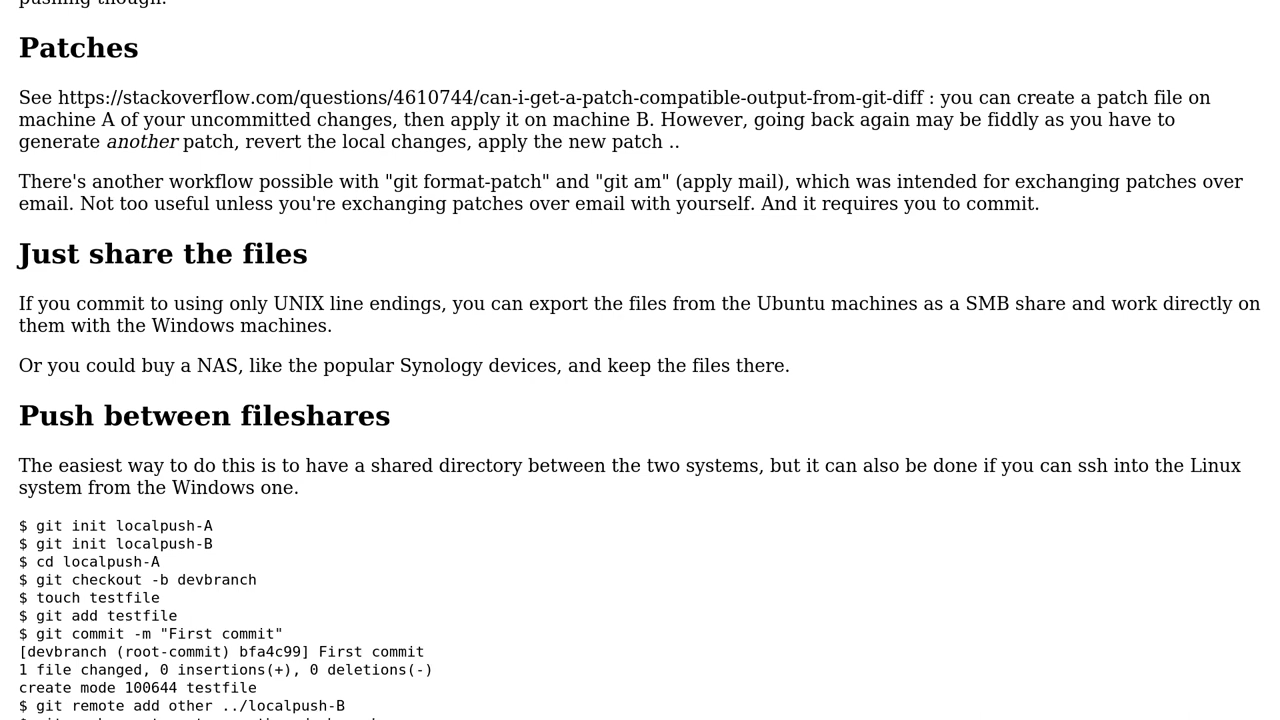 pushing though.
Patches
See https://stackoverflow.com/questions/4610744/can-i-get-a-patch-compatible-output-from-git-diff : you can create a patch file on
machine A of your uncommitted changes, then apply it on machine B. However, going back again may be fiddly as you have to
generate another patch, revert the local changes, apply the new patch ..
There's another workflow possible with "git format-patch" and "git am" (apply mail), which was intended for exchanging patches over
email. Not too useful unless you're exchanging patches over email with yourself. And it requires you to commit.
Just share the files
If you commit to using only UNIX line endings, you can export the files from the Ubuntu machines as a SMB share and work directly on
them with the Windows machines.
Or you could buy a NAS, like the popular Synology devices, and keep the files there.
Push between fileshares
The easiest way to do this is to have a shared directory between the two systems, but it can also be done if you can ssh into the Linux
system from the Windows one.
$ git init localpush-A
$ git init localpush-B
$ cd localpush-A
$ git checkout -b devbranch
$ touch testfile
$ git add testfile
$ git commit -m "First commit"
[devbranch (root-commit) bfa4c99] First commit
1 file changed, 0 insertions(+), 0 deletions(-)
create mode 100644 testfile
$ git remote add other ../localpush-B